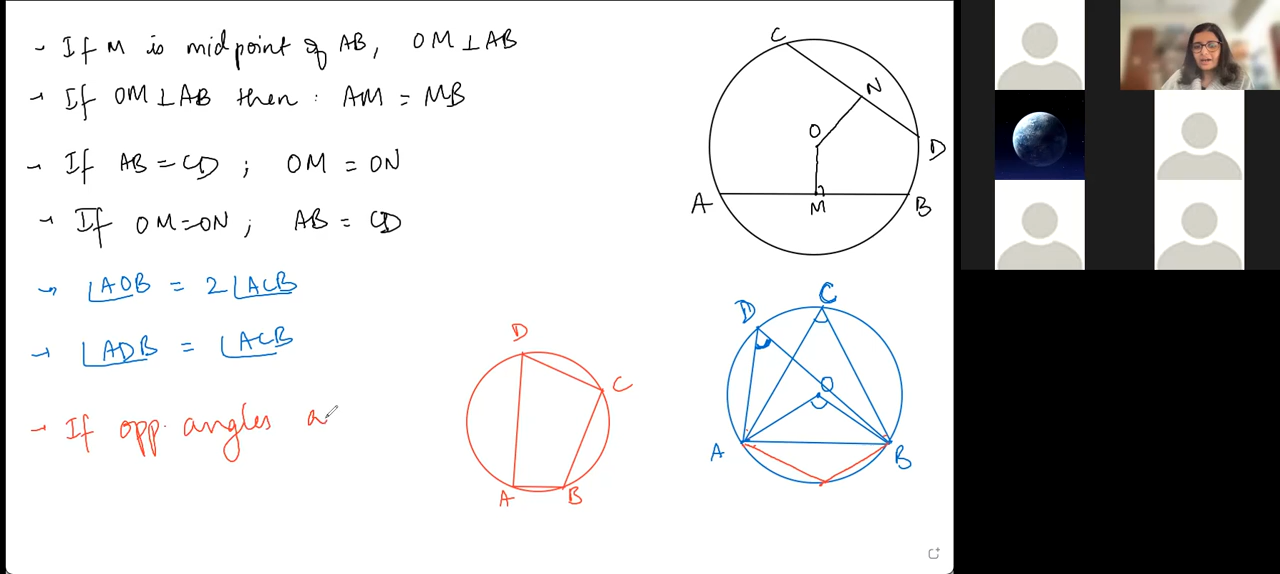 - If M is midpoint of AB, OM ⊥ AB
- If OM ⊥ AB then : AM = MB
- If AB = CD ; OM = ON
- If OM = ON ; AB = CD
→ ∠AOB = 2∠ACB
→ ∠ADB = ∠ACB
- If opp. angles a
C
N
O
D
A
M
B
D
C
O
A
B
D
C
A
B